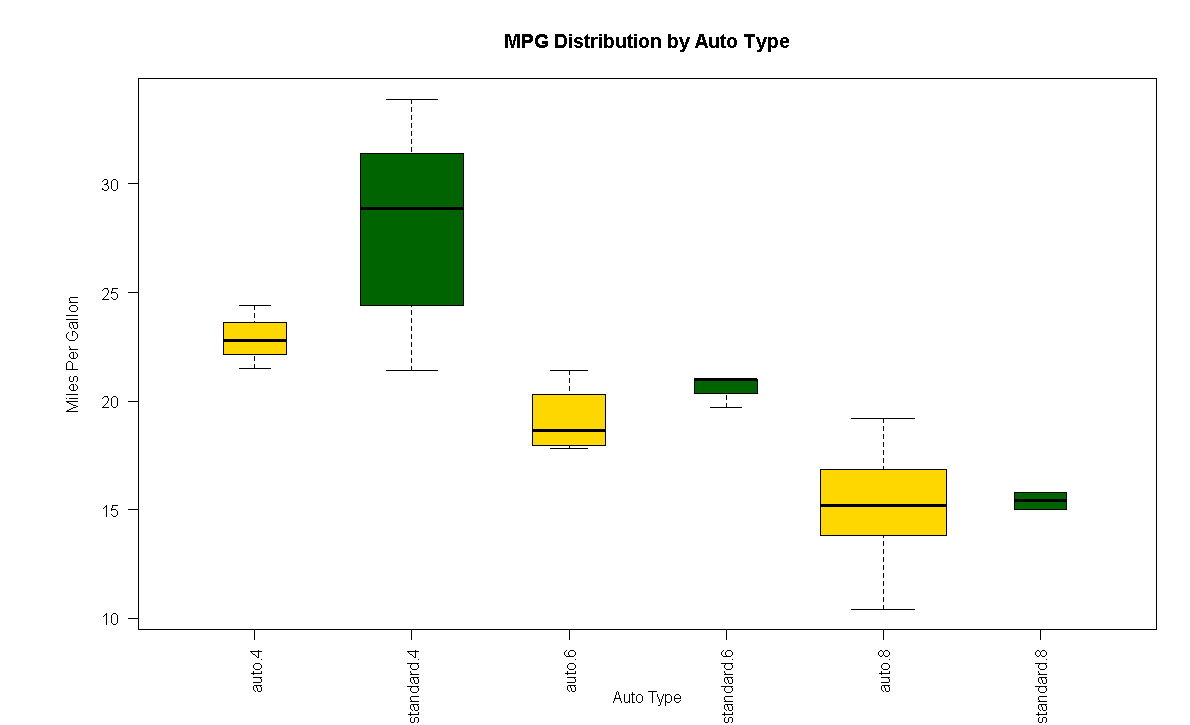 MPG Distribution by Auto Type
Miles Per Gallon
30
25
20
15
10
auto.4
standard.4
auto.6
standard.6
auto.8
standard.8
Auto Type